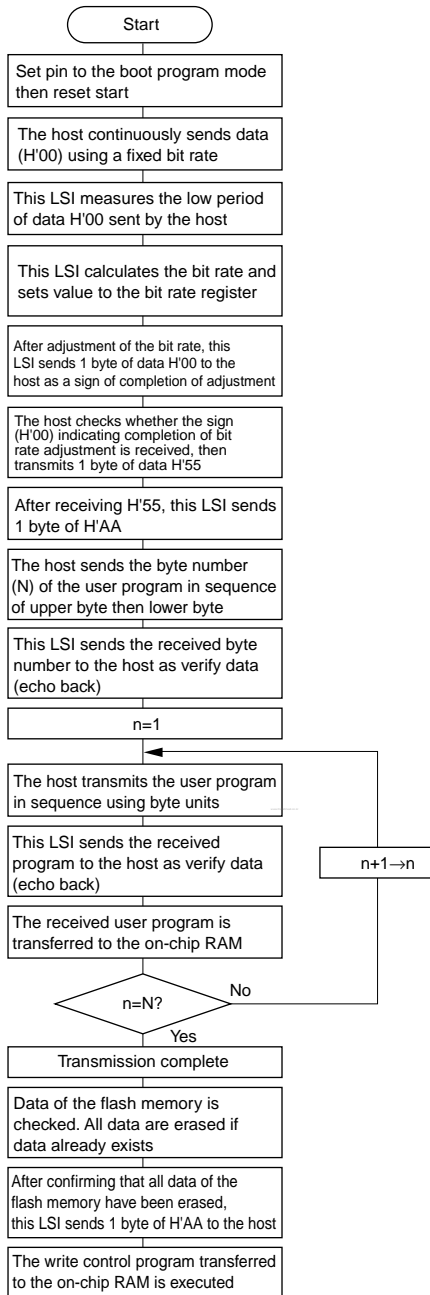 Start
Set pin to the boot program mode
then reset start
The host continuously sends data
(H'00) using a fixed bit rate
This LSI measures the low period
of data H'00 sent by the host
This LSI calculates the bit rate and
sets value to the bit rate register
After adjustment of the bit rate, this
LSI sends 1 byte of data H'00 to the
host as a sign of completion of adjustment
The host checks whether the sign
(H'00) indicating completion of bit
rate adjustment is received, then
transmits 1 byte of data H'55
After receiving H'55, this LSI sends
1 byte of H'AA
The host sends the byte number
(N) of the user program in sequence
of upper byte then lower byte
This LSI sends the received byte
number to the host as verify data
(echo back)
n=1
The host transmits the user program
in sequence using byte units
This LSI sends the received
program to the host as verify data
(echo back)
n+1→n
The received user program is
transferred to the on-chip RAM
n=N?
No
Yes
Transmission complete
Data of the flash memory is
checked. All data are erased if
data already exists
After confirming that all data of the
flash memory have been erased,
this LSI sends 1 byte of H'AA to the host
The write control program transferred
to the on-chip RAM is executed